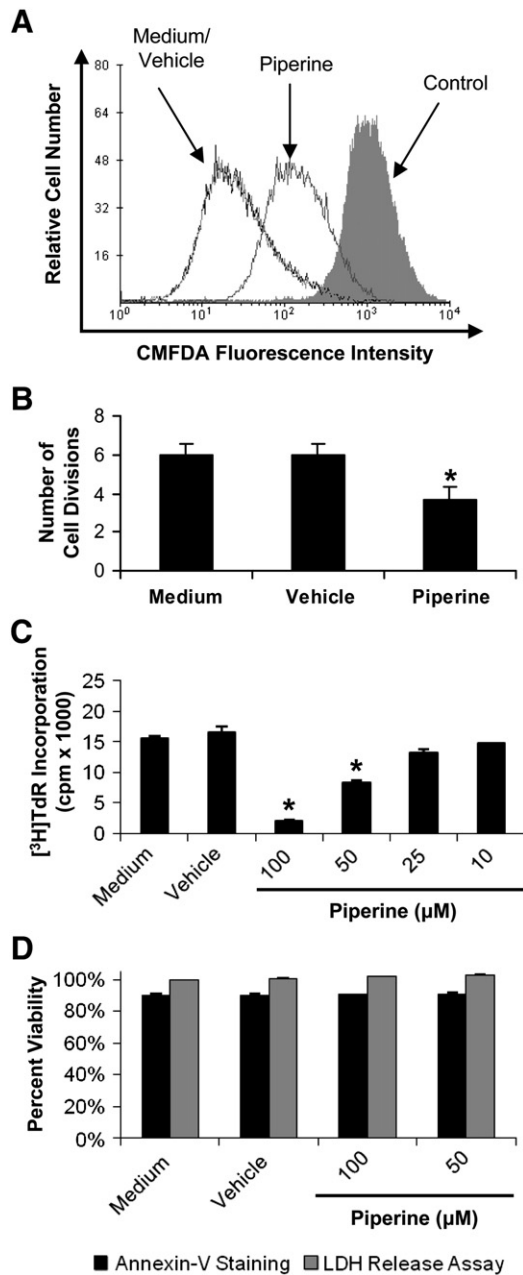 A
Medium/
Vehicle
Piperine
Control
Relative Cell Number
80
64
48
32
16
10⁰ 10¹ 10² 10³ 10⁴
CMFDA Fluorescence Intensity
B
Number of
Cell Divisions
8
6
4
2
0
*
Medium Vehicle Piperine
C
[³H]TdR Incorporation
(cpm x 1000)
25
20
15
10
5
0
* *
Medium Vehicle 100 50 25 10
Piperine (µM)
D
Percent Viability
100%
80%
60%
40%
20%
0%
Medium Vehicle 100 50
Piperine (µM)
Annexin-V Staining LDH Release Assay